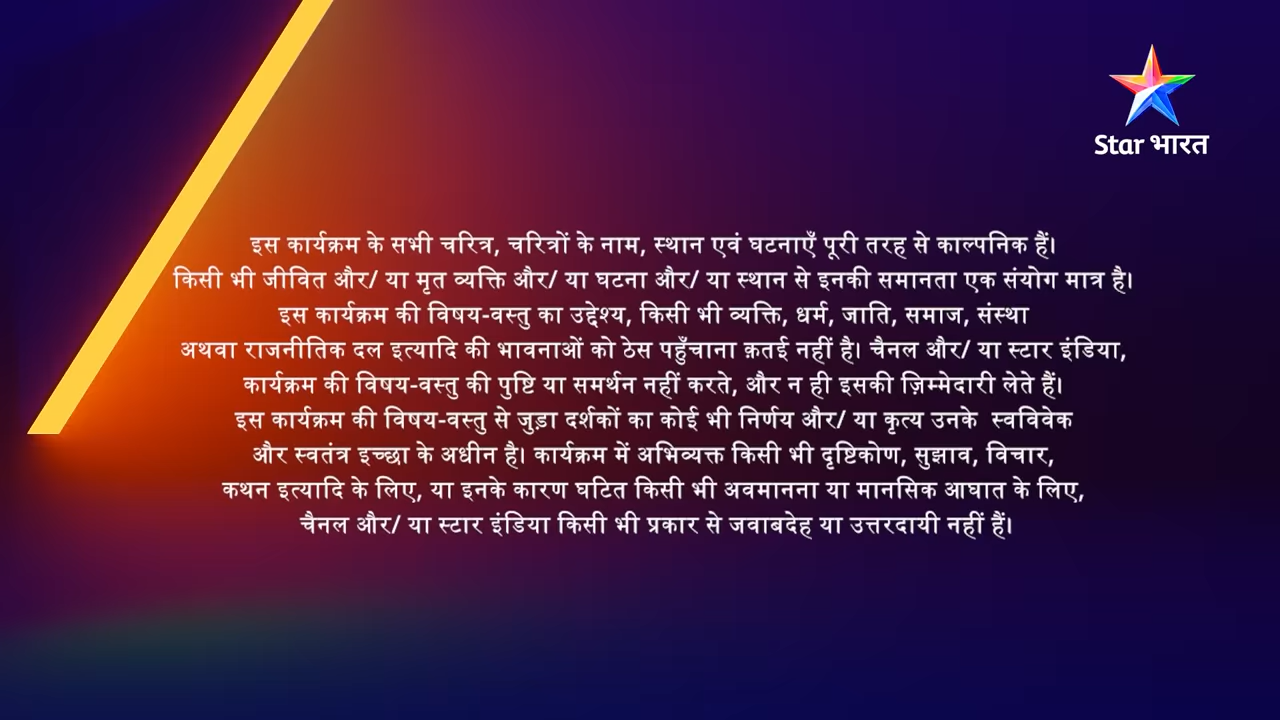 Star भारत
इस कार्यक्रम के सभी चरित्र, चरित्रों के नाम, स्थान एवं घटनाएँ पूरी तरह से काल्पनिक हैं।
किसी भी जीवित और/ या मृत व्यक्ति और/ या घटना और/ या स्थान से इनकी समानता एक संयोग मात्र है।
इस कार्यक्रम की विषय-वस्तु का उद्देश्य, किसी भी व्यक्ति, धर्म, जाति, समाज, संस्था
अथवा राजनीतिक दल इत्यादि की भावनाओं को ठेस पहुँचाना क़तई नहीं है। चैनल और/ या स्टार इंडिया,
कार्यक्रम की विषय-वस्तु की पुष्टि या समर्थन नहीं करते, और न ही इसकी ज़िम्मेदारी लेते हैं।
इस कार्यक्रम की विषय-वस्तु से जुड़ा दर्शकों का कोई भी निर्णय और/ या कृत्य उनके स्वविवेक
और स्वतंत्र इच्छा के अधीन है। कार्यक्रम में अभिव्यक्त किसी भी दृष्टिकोण, सुझाव, विचार,
कथन इत्यादि के लिए, या इनके कारण घटित किसी भी अवमानना या मानसिक आघात के लिए,
चैनल और/ या स्टार इंडिया किसी भी प्रकार से जवाबदेह या उत्तरदायी नहीं हैं।